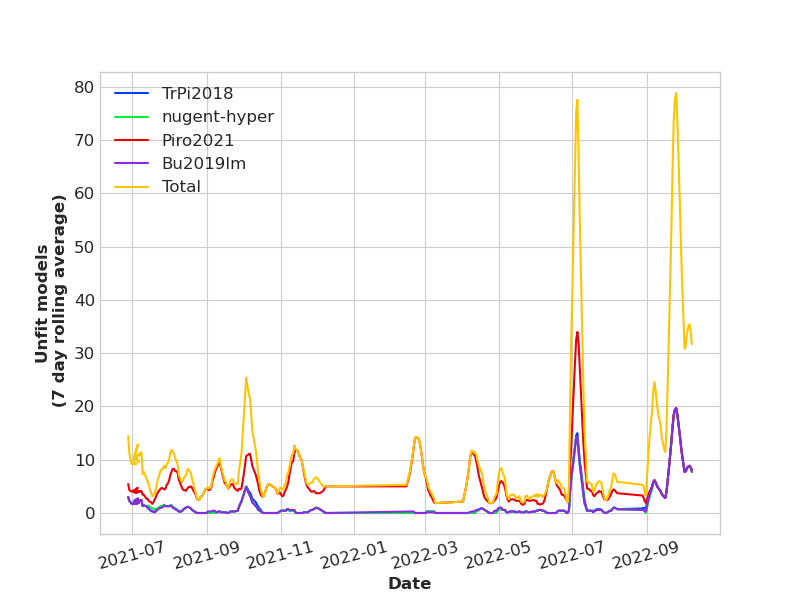 80
70
60
50
40
30
20
10
0
Unfit models
(7 day rolling average)
TrPi2018
nugent-hyper
Piro2021
Bu2019lm
Total
2021-07
2021-09
2021-11
2022-01
2022-03
2022-05
2022-07
2022-09
Date